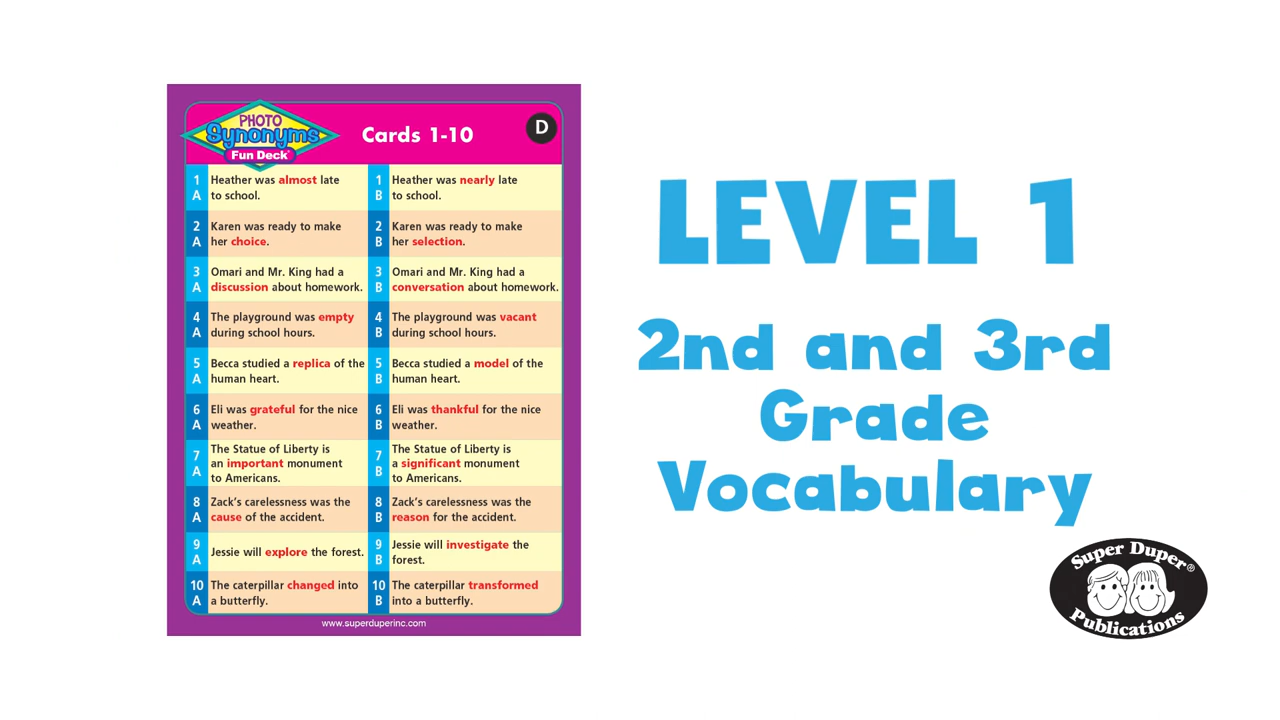 PHOTO
Synonyms
Fun Deck
Cards 1-10
D
1 A Heather was almost late
to school.
1 B Heather was nearly late
to school.
2 A Karen was ready to make
her choice.
2 B Karen was ready to make
her selection.
3 A Omari and Mr. King had a
discussion about homework.
3 B Omari and Mr. King had a
conversation about homework.
4 A The playground was empty
during school hours.
4 B The playground was vacant
during school hours.
5 A Becca studied a replica of the
human heart.
5 B Becca studied a model of the
human heart.
6 A Eli was grateful for the nice
weather.
6 B Eli was thankful for the nice
weather.
7 A The Statue of Liberty is
an important monument
to Americans.
7 B The Statue of Liberty is
a significant monument
to Americans.
8 A Zack's carelessness was the
cause of the accident.
8 B Zack's carelessness was the
reason for the accident.
9 A Jessie will explore the forest.
9 B Jessie will investigate the
forest.
10 A The caterpillar changed into
a butterfly.
10 B The caterpillar transformed
into a butterfly.
www.superduperinc.com
LEVEL 1
2nd and 3rd
Grade
Vocabulary
Super Duper®
Publications